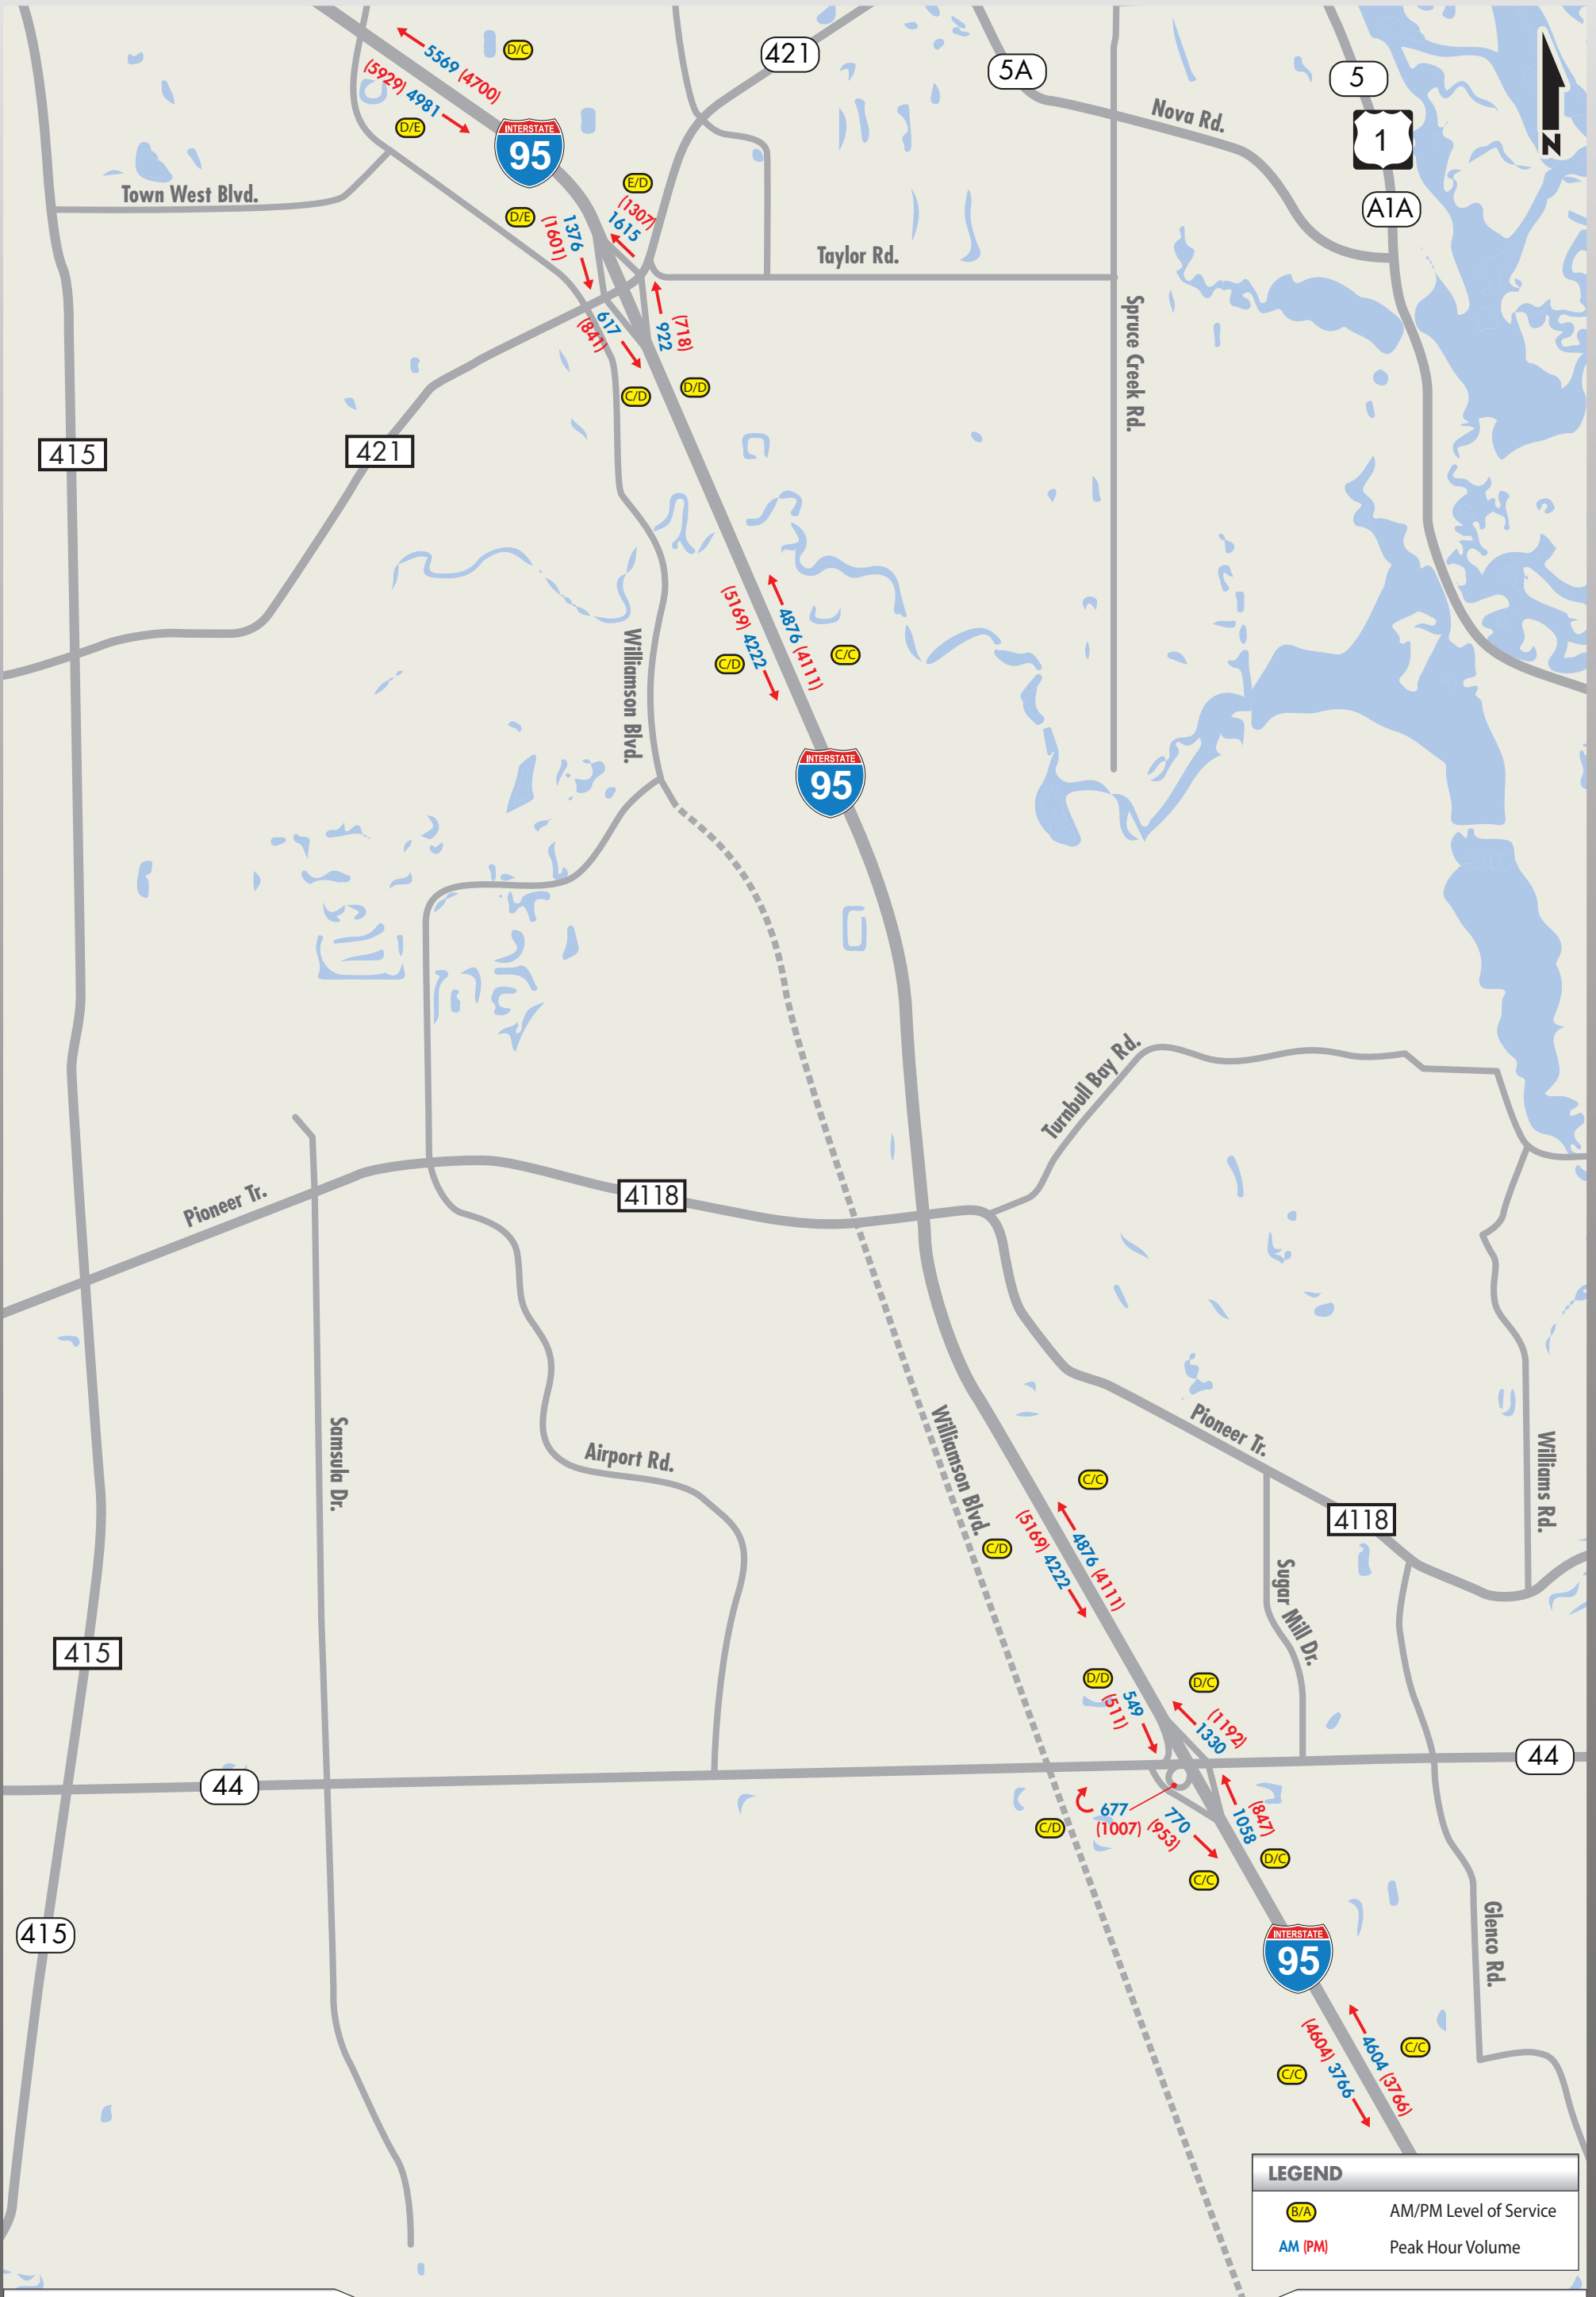 5569 (4700)
D/C
(5929) 4981
D/E
INTERSTATE
95
421
5A
Nova Rd.
5
1
A1A
N
Town West Blvd.
E/D
(1307)
1615
D/E
1376
(1601)
Taylor Rd.
617
(841)
(718)
922
C/D
D/D
Spruce Creek Rd.
415
421
Williamson Blvd.
(5169) 4222
4876 (4111)
C/D
C/C
INTERSTATE
95
Turnbull Bay Rd.
Pioneer Tr.
4118
Samsula Dr.
Airport Rd.
Williamson Blvd.
Pioneer Tr.
Williams Rd.
C/C
C/D
(5169) 4222
4876 (4111)
4118
Sugar Mill Dr.
415
D/D
549
(511)
D/C
(1192)
1330
44
44
677
(1007)
770
(953)
(847)
1058
C/D
D/C
C/C
415
Glenco Rd.
INTERSTATE
95
(4604) 3766
4604 (3766)
C/C
C/C
LEGEND
B/A AM/PM Level of Service
AM (PM) Peak Hour Volume